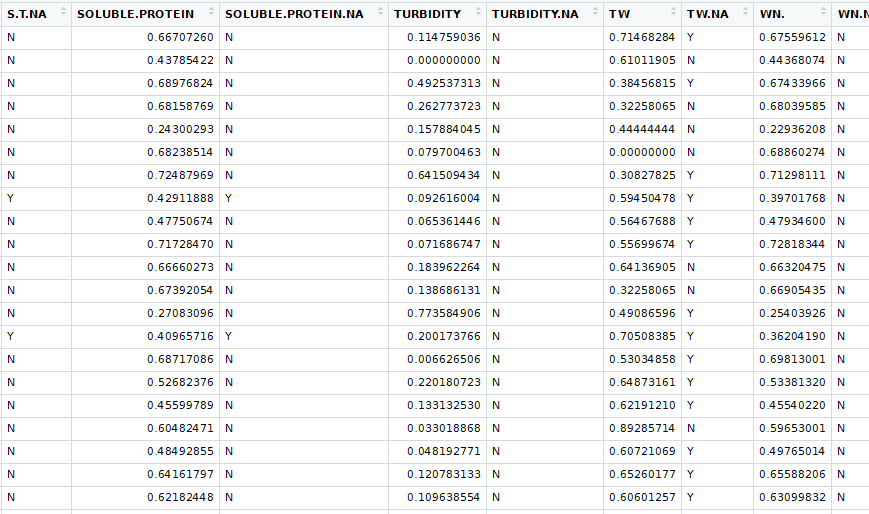 S.T.NA SOLUBLE.PROTEIN SOLUBLE.PROTEIN.NA TURBIDITY TURBIDITY.NA TW TW.NA WN. WN.N
N 0.66707260 N 0.114759036 N 0.71468284 Y 0.67559612 N
N 0.43785422 N 0.000000000 N 0.61011905 N 0.44368074 N
N 0.68976824 N 0.492537313 N 0.38456815 Y 0.67433966 N
N 0.68158769 N 0.262773723 N 0.32258065 N 0.68039585 N
N 0.24300293 N 0.157884045 N 0.44444444 N 0.22936208 N
N 0.68238514 N 0.079700463 N 0.00000000 N 0.68860274 N
N 0.72487969 N 0.641509434 N 0.30827825 Y 0.71298111 N
Y 0.42911888 Y 0.092616004 N 0.59450478 Y 0.39701768 N
N 0.47750674 N 0.065361446 N 0.56467688 Y 0.47934600 N
N 0.71728470 N 0.071686747 N 0.55699674 Y 0.72818344 N
N 0.66660273 N 0.183962264 N 0.64136905 N 0.66320475 N
N 0.67392054 N 0.138686131 N 0.32258065 N 0.66905435 N
N 0.27083096 N 0.773584906 N 0.49086596 Y 0.25403926 N
Y 0.40965716 Y 0.200173766 N 0.70508385 Y 0.36204190 N
N 0.68717086 N 0.006626506 N 0.53034858 Y 0.69813001 N
N 0.52682376 N 0.220180723 N 0.64873161 Y 0.53381320 N
N 0.45599789 N 0.133132530 N 0.62191210 Y 0.45540220 N
N 0.60482471 N 0.033018868 N 0.89285714 N 0.59653001 N
N 0.48492855 N 0.048192771 N 0.60721069 Y 0.49765014 N
N 0.64161797 N 0.120783133 N 0.65260177 Y 0.65588206 N
N 0.62182448 N 0.109638554 N 0.60601257 Y 0.63099832 N